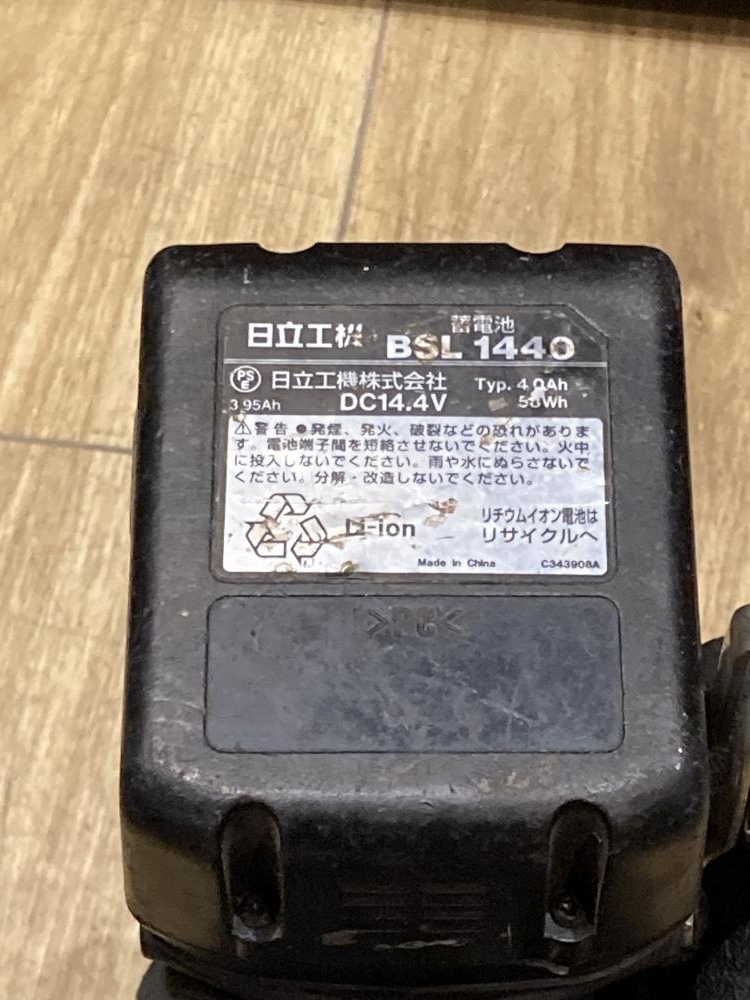 日立工機
蓄電池
BSL 1440
PS E 日立工機株式会社
Typ. 4.0Ah
3.95Ah
DC14.4V
58Wh
⚠警告 ●発煙、発火、破裂などの恐れがありま
す。電池端子間を短絡させないでください。火中
に投入しないでください。雨や水にぬらさないで
ください。分解・改造しないでください。
Li-ion
リチウムイオン電池は
リサイクルへ
Made in China
C343908A
>PC<